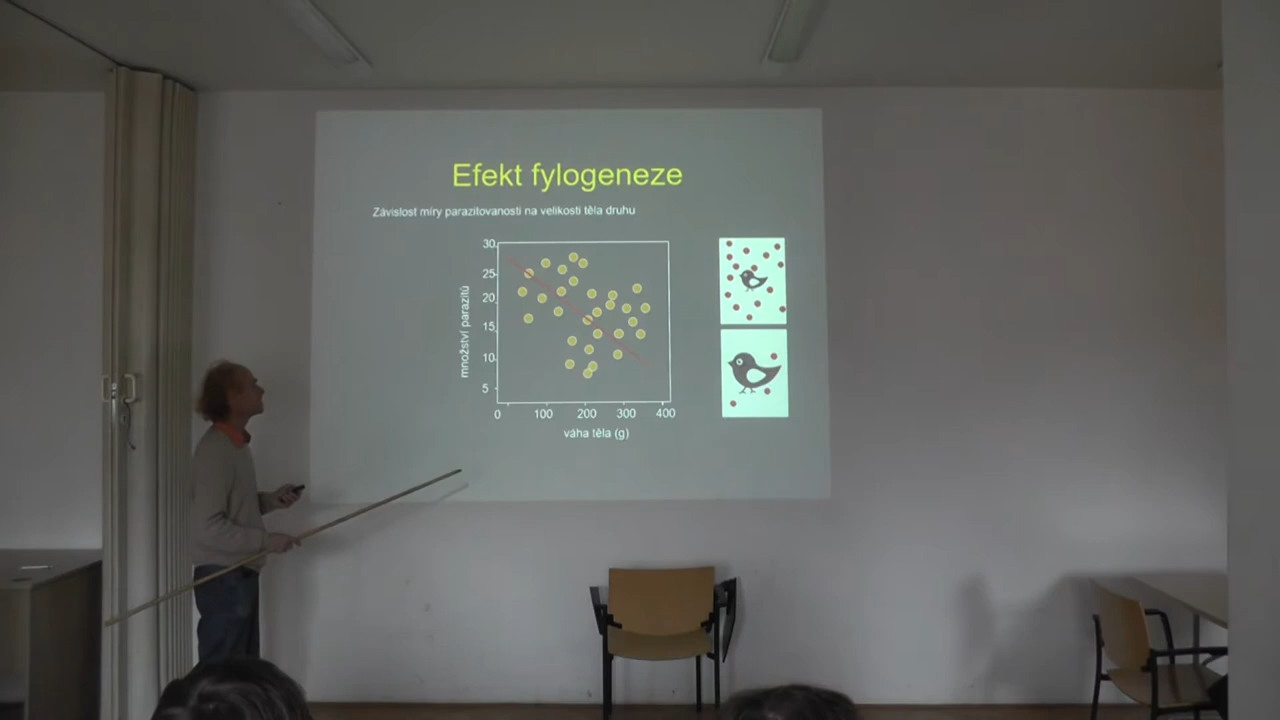 Efekt fylogeneze
Závislost míry parazitovanosti na velikosti těla druhu
30
25
20
15
10
5
množství parazitů
0 100 200 300 400
váha těla (g)